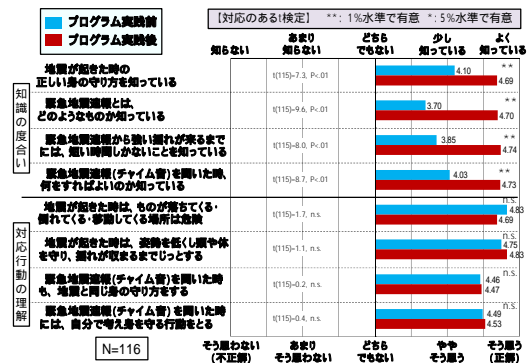 プログラム実践前
プログラム実践後
【対応のあるt検定】 **: 1%水準で有意 *: 5%水準で有意
知らない
あまり
知らない
どちら
でもない
少し
知っている
よく
知っている
知識の度合い
地震が起きた時の
正しい身の守り方を知っている
t(115)=7.3, P<.01
4.10
4.69
**
緊急地震速報とは、
どのようなものか知っている
t(115)=9.6, P<.01
3.70
4.70
**
緊急地震速報から強い揺れが来るまで
には、短い時間しかないことを知っている
t(115)=8.0, P<.01
3.85
4.74
**
緊急地震速報(チャイム音)を聞いた時、
何をすればよいのか知っている
t(115)=8.7, P<.01
4.03
4.73
**
対応行動の理解
地震が起きた時は、ものが落ちてくる・
倒れてくる・移動してくる場所は危険
t(115)=1.7, n.s.
4.83
4.69
n.s.
地震が起きた時は、姿勢を低くし頭や体
を守り、揺れが収まるまでじっとする
t(115)=1.1, n.s.
4.75
4.83
n.s.
緊急地震速報(チャイム音)を聞いた時
も、地震と同じ身の守り方をする
t(115)=0.2, n.s.
4.46
4.47
n.s.
緊急地震速報(チャイム音)を聞いた時
には、自分で考え身を守る行動をとる
t(115)=0.4, n.s.
4.49
4.53
n.s.
N=116
そう思わない
(不正解)
あまり
そう思わない
どちら
でもない
やや
そう思う
そう思う
(正解)